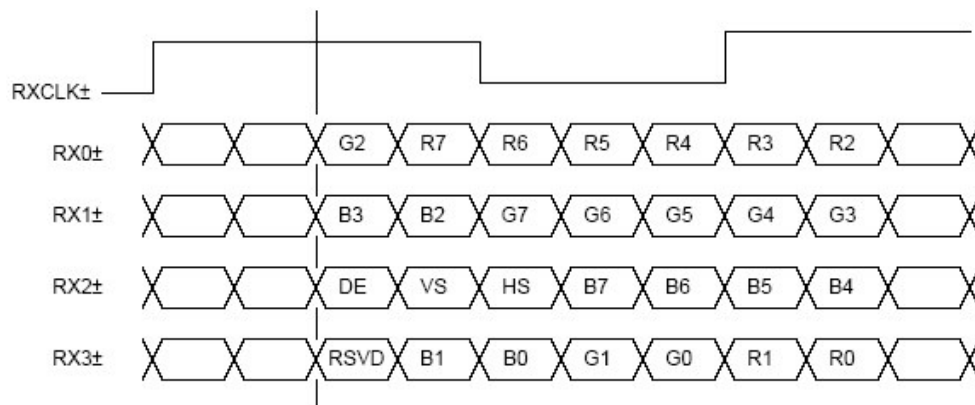 RXCLK±
RX0± G2 R7 R6 R5 R4 R3 R2
RX1± B3 B2 G7 G6 G5 G4 G3
RX2± DE VS HS B7 B6 B5 B4
RX3± RSVD B1 B0 G1 G0 R1 R0